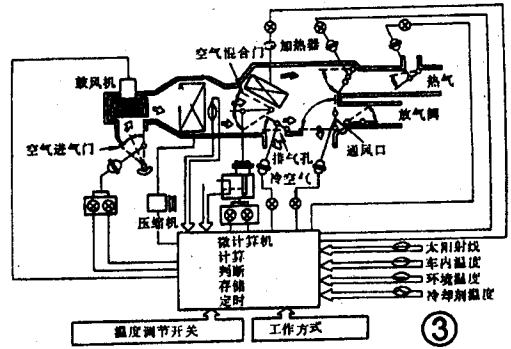 空气混合门
加热器
鼓风机
热气
放气阀
通风口
空气进气门
排气孔
冷空气
压缩机
微计算机
计算
判断
存储
定时
太阳射线
车内温度
环境温度
冷却剂温度
温度调节开关
工作方式
③